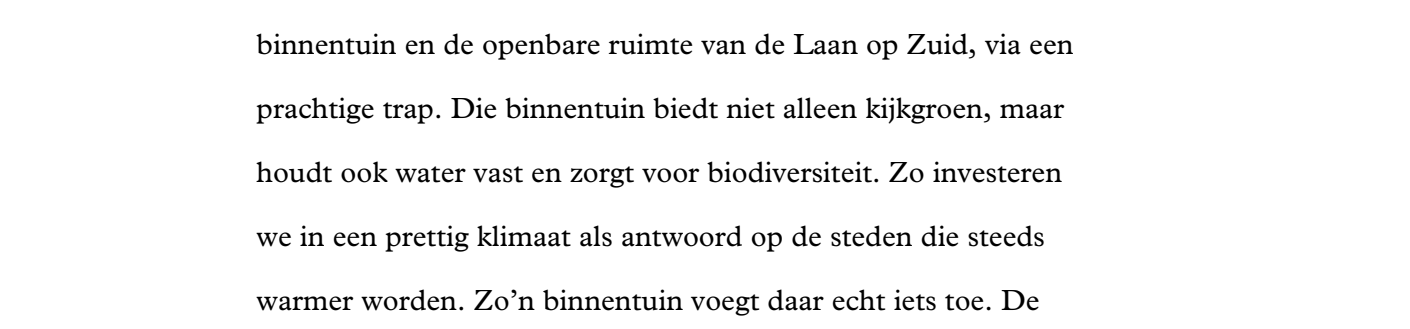 binnentuin en de openbare ruimte van de Laan op Zuid, via een
prachtige trap. Die binnentuin biedt niet alleen kijkgroen, maar
houdt ook water vast en zorgt voor biodiversiteit. Zo investeren
we in een prettig klimaat als antwoord op de steden die steeds
warmer worden. Zo’n binnentuin voegt daar echt iets toe. De